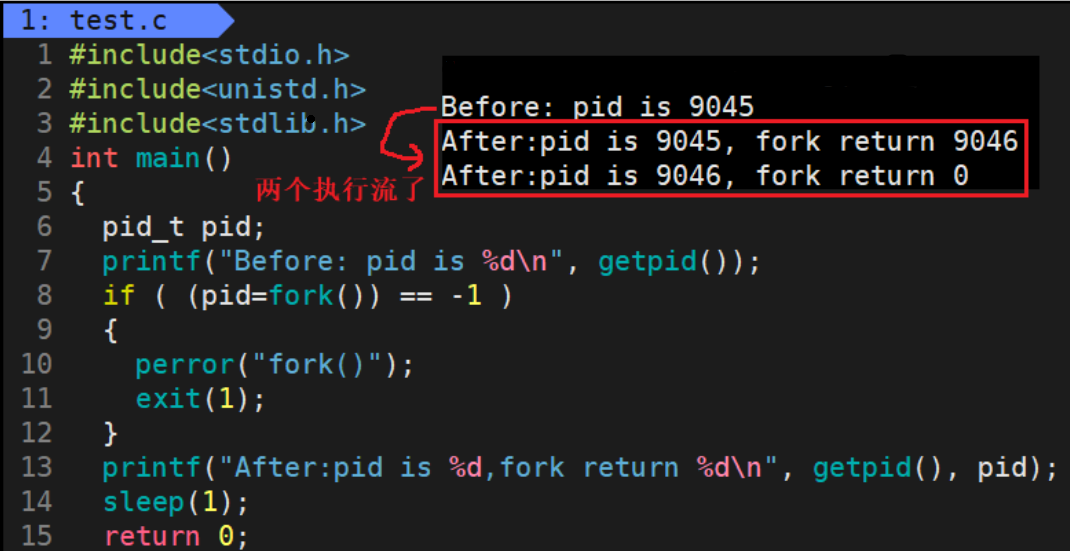 1: test.c
1 #include<stdio.h>
2 #include<unistd.h>
3 #include<stdlib.h>
4 int main()
5 {
6 pid_t pid;
7 printf("Before: pid is %d\n", getpid());
8 if ( (pid=fork()) == -1 )
9 {
10 perror("fork()");
11 exit(1);
12 }
13 printf("After:pid is %d,fork return %d\n", getpid(), pid);
14 sleep(1);
15 return 0;
Before: pid is 9045
After:pid is 9045, fork return 9046
After:pid is 9046, fork return 0
两个执行流了